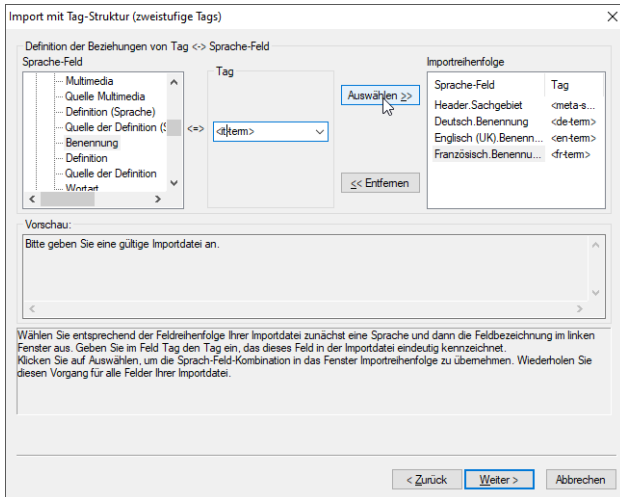 Import mit Tag-Struktur (zweistufige Tags)
Definition der Beziehungen von Tag <-> Sprache-Feld
Sprache-Feld
Multimedia
Quelle Multimedia
Definition (Sprache)
Quelle der Definition (S
Benennung
Definition
Quelle der Definition
Wortart
<=>
Tag
<it-term>
Auswählen >>
<< Entfernen
Importreihenfolge
Sprache-Feld Tag
Header.Sachgebiet <meta-s...
Deutsch.Benennung <de-term>
Englisch (UK).Benenn... <en-term>
Französisch.Benennu... <fr-term>
Vorschau:
Bitte geben Sie eine gültige Importdatei an.
Wählen Sie entsprechend der Feldreihenfolge Ihrer Importdatei zunächst eine Sprache und dann die Feldbezeichnung im linken
Fenster aus. Geben Sie im Feld Tag den Tag ein, das dieses Feld in der Importdatei eindeutig kennzeichnet.
Klicken Sie auf Auswählen, um die Sprach-Feld-Kombination in das Fenster Importreihenfolge zu übernehmen. Wiederholen Sie
diesen Vorgang für alle Felder Ihrer Importdatei.
< Zurück
Weiter >
Abbrechen